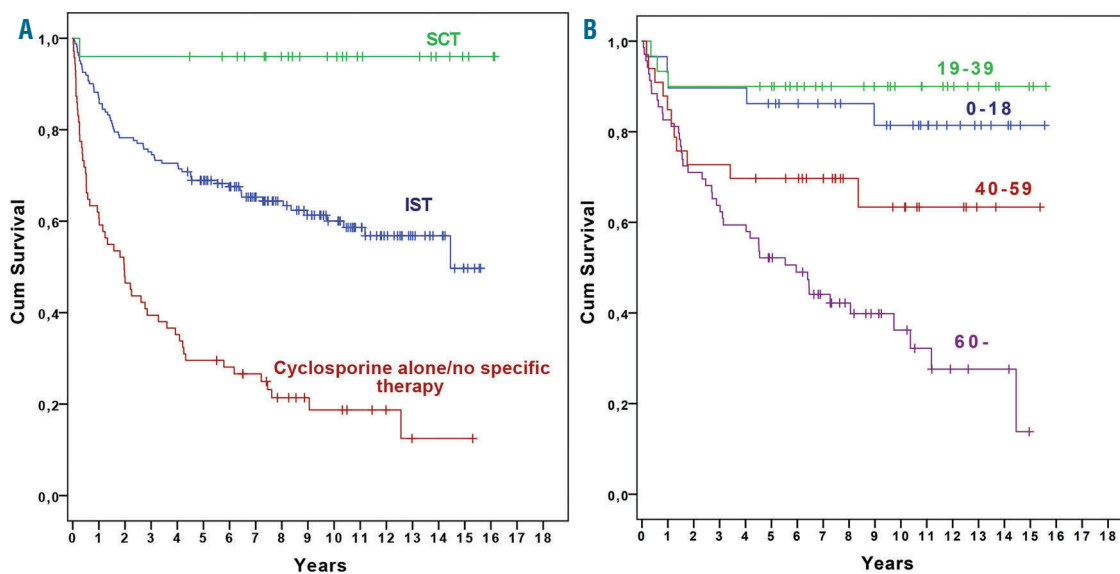 A
Cum Survival
1,0
0,8
0,6
0,4
0,2
0,0
SCT
IST
Cyclosporine alone/no specific
therapy
0 1 2 3 4 5 6 7 8 9 10 11 12 13 14 15 16 17 18
Years
B
Cum Survival
1,0
0,8
0,6
0,4
0,2
0,0
19-39
0-18
40-59
60-
0 1 2 3 4 5 6 7 8 9 10 11 12 13 14 15 16 17 18
Years